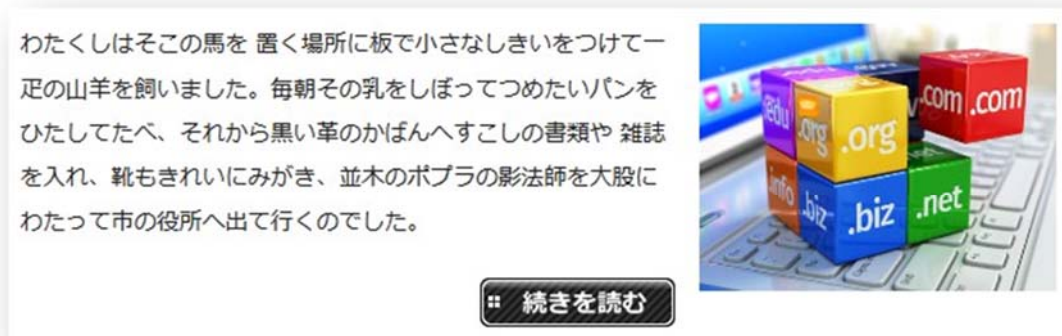 わたくしはそこの馬を 置く場所に板で小さなしきいをつけて一
疋の山羊を飼いました。毎朝その乳をしぼってつめたいパンを
ひたしてたべ、それから黒い革のかばんへすこしの書類や 雑誌
を入れ、靴もきれいにみがき、並木のポプラの影法師を大股に
わたって市の役所へ出て行くのでした。
続きを読む
.com .com
.edu .org .org
.info .biz .biz .net